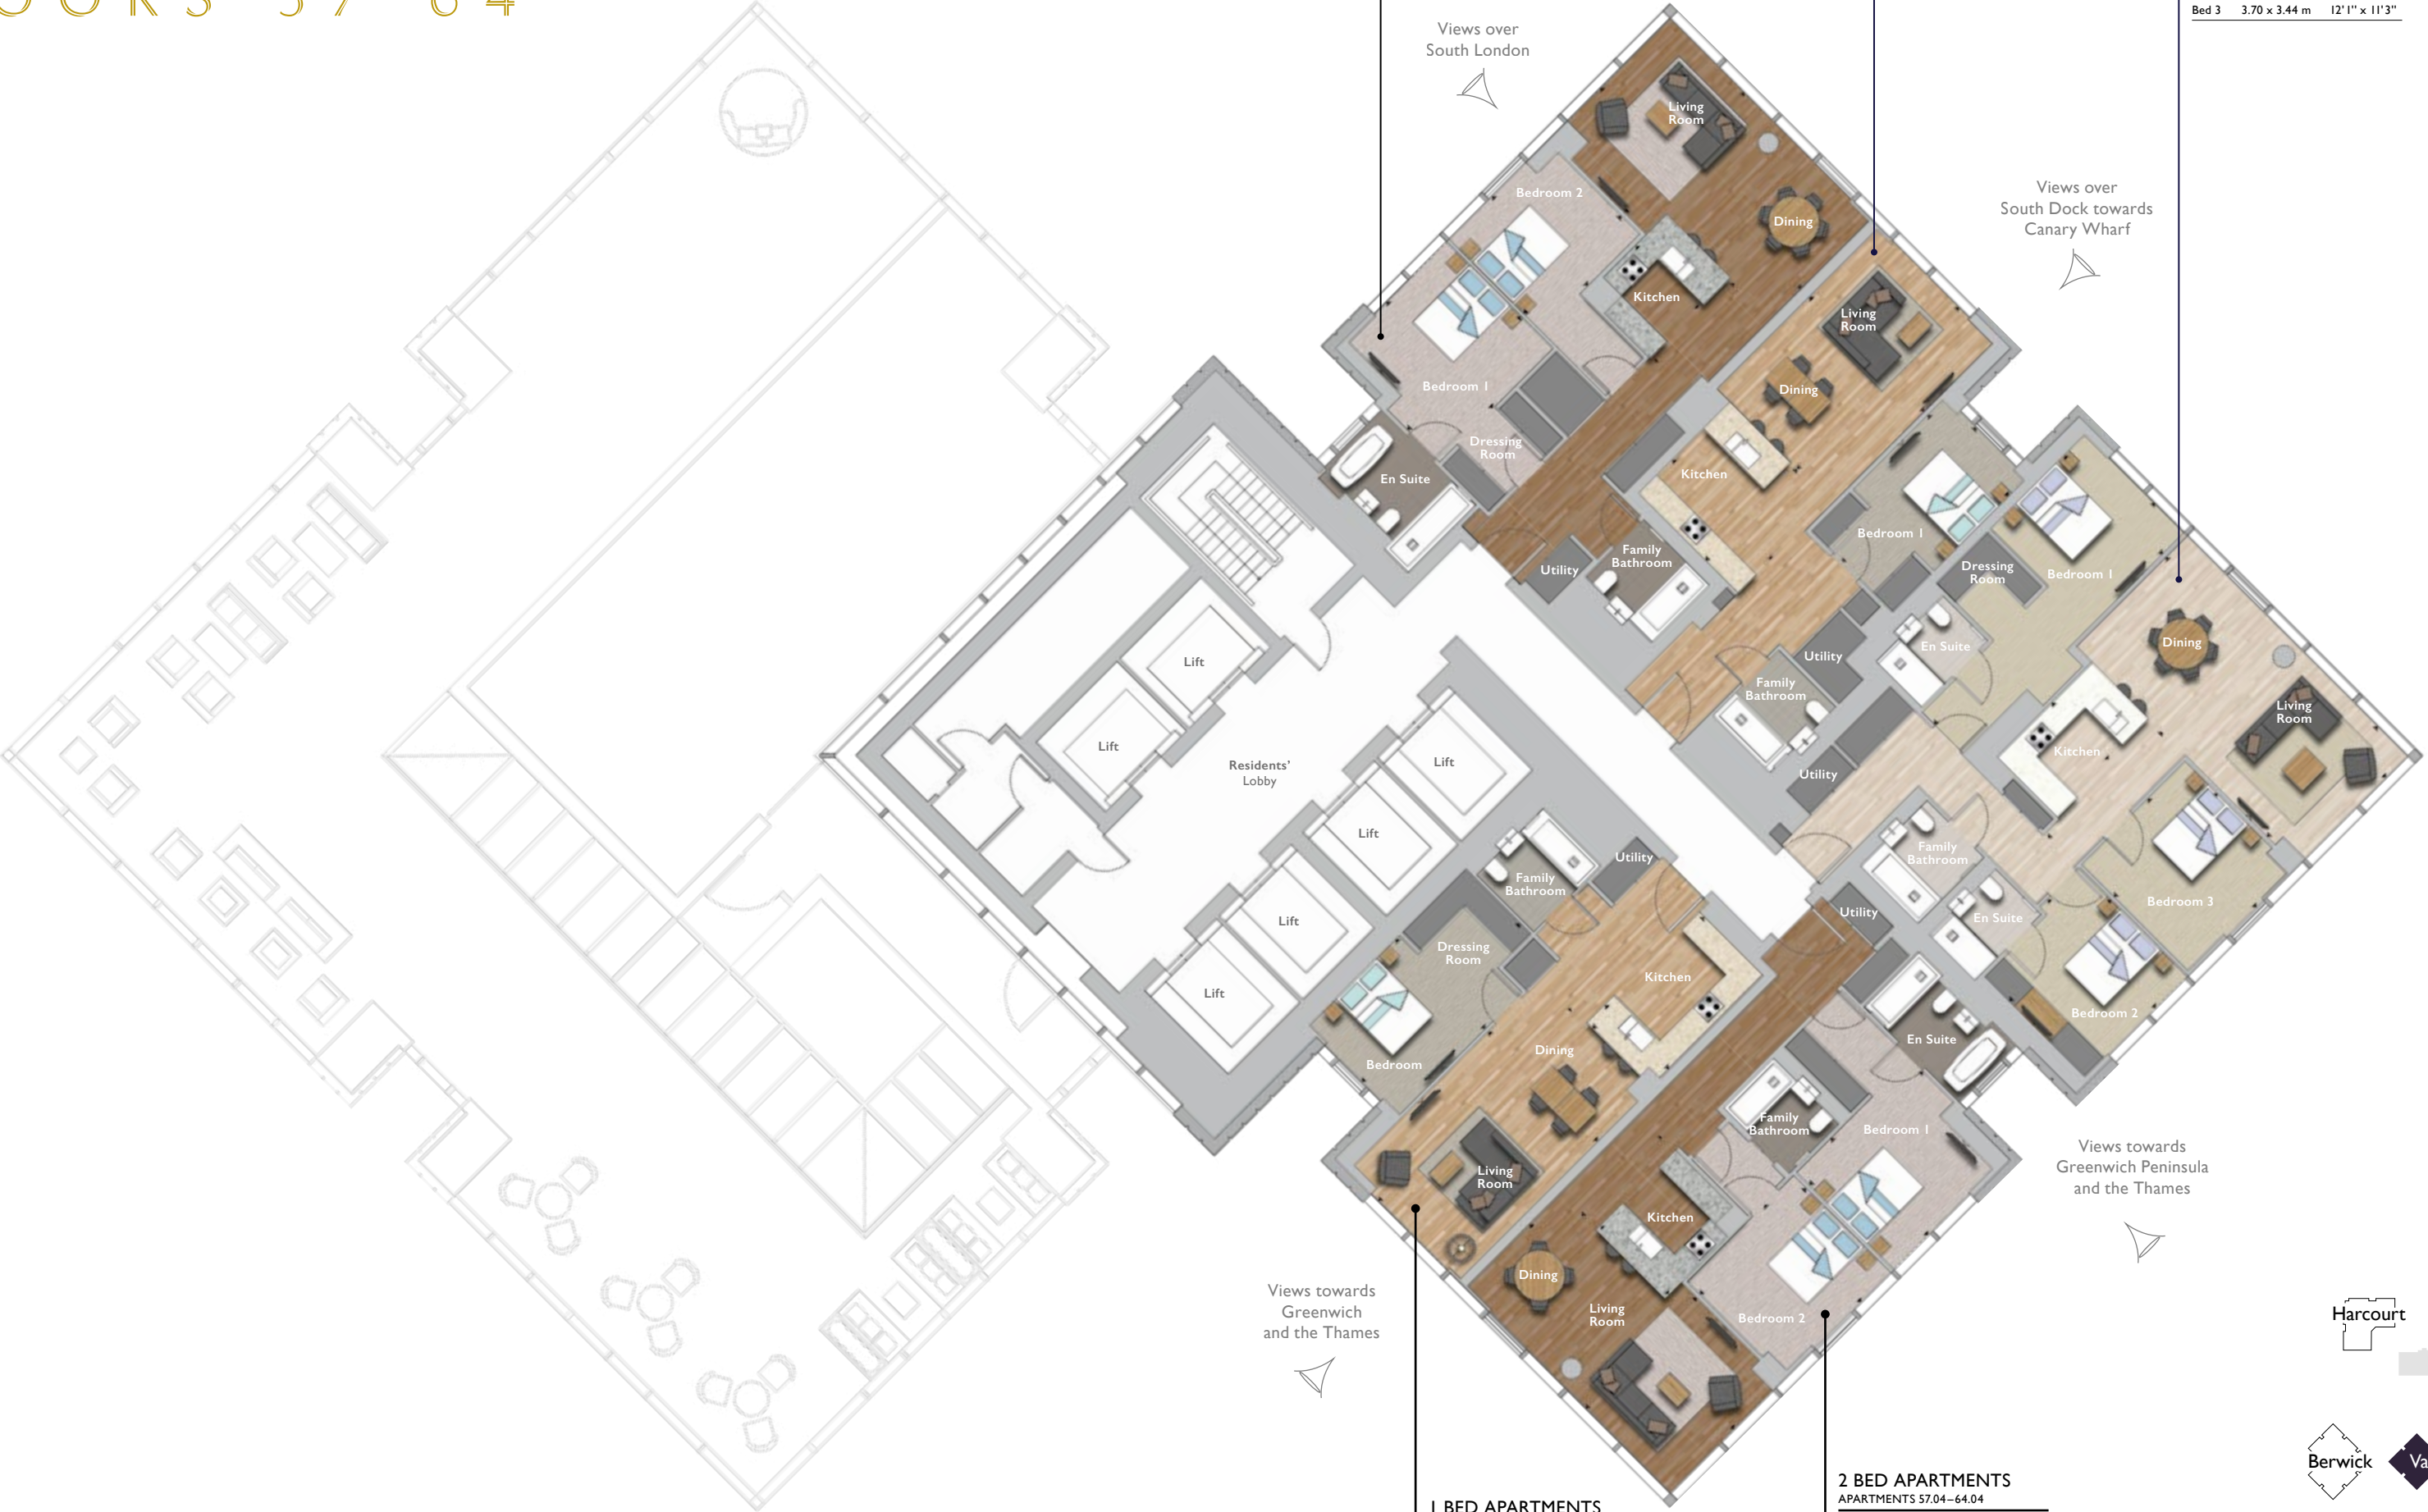 57 64
Bed 3 3.70 x 3.44 m 12'1" x 11'3"
Views over
South London
Views over
South Dock towards
Canary Wharf
Living
Room
Bedroom 2
Dining
Kitchen
Bedroom 1
Dressing
Room
En Suite
Utility
Family
Bathroom
Living
Room
Dining
Kitchen
Bedroom 1
Utility
Family
Bathroom
Dressing
Room
Bedroom 1
En Suite
Dining
Living
Room
Kitchen
Utility
Family
Bathroom
En Suite
Bedroom 3
Bedroom 2
Lift
Lift
Residents'
Lobby
Lift
Lift
Lift
Lift
Family
Bathroom
Utility
Dressing
Room
Kitchen
Bedroom
Dining
Living
Room
Utility
En Suite
Family
Bathroom
Bedroom 1
Kitchen
Dining
Living
Room
Bedroom 2
Views towards
Greenwich Peninsula
and the Thames
Views towards
Greenwich
and the Thames
Harcourt
Berwick
1 BED APARTMENTS
2 BED APARTMENTS
APARTMENTS 57.04–64.04